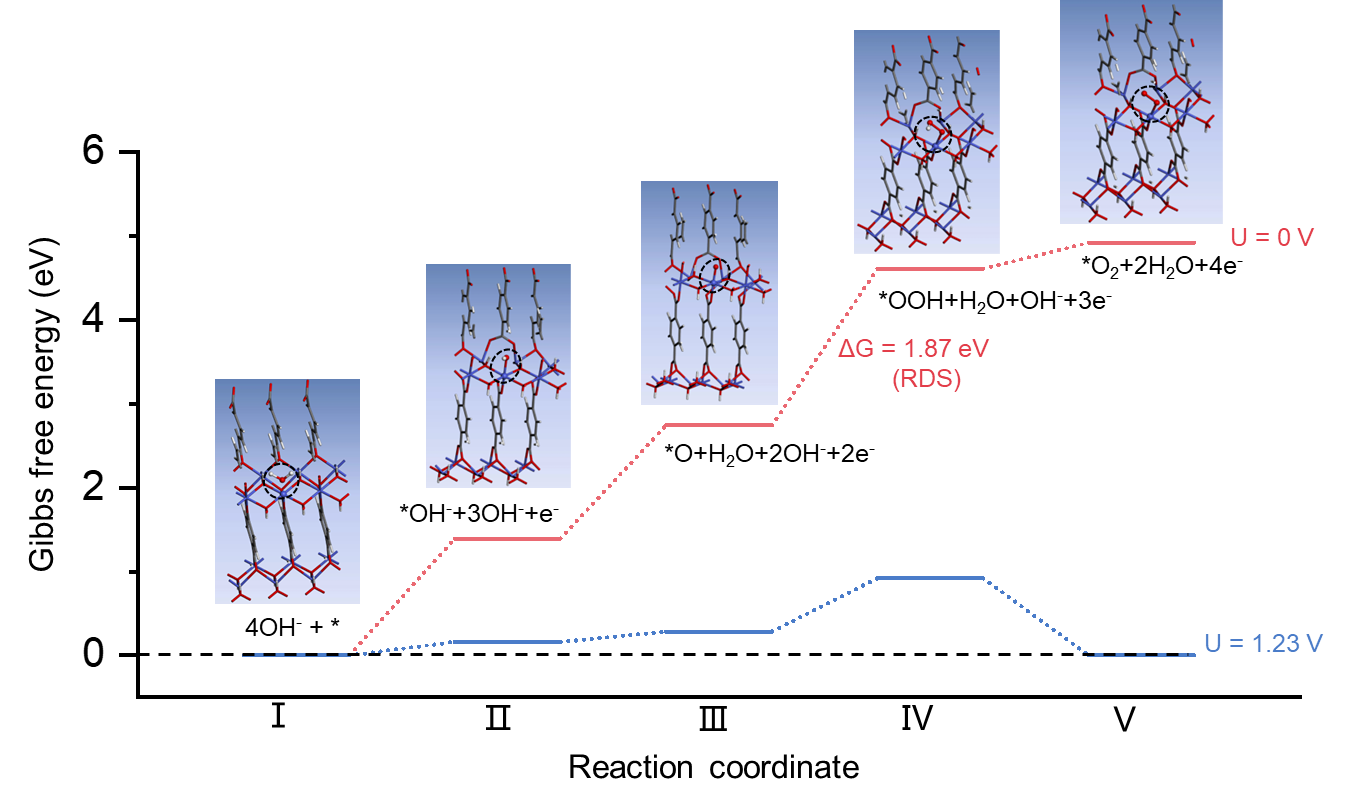 6
4
2
0
Gibbs free energy (eV)
4OH⁻ + *
*OH⁻+3OH⁻+e⁻
*O+H₂O+2OH⁻+2e⁻
*OOH+H₂O+OH⁻+3e⁻
*O₂+2H₂O+4e⁻
U = 0 V
ΔG = 1.87 eV
(RDS)
U = 1.23 V
I
II
III
IV
V
Reaction coordinate